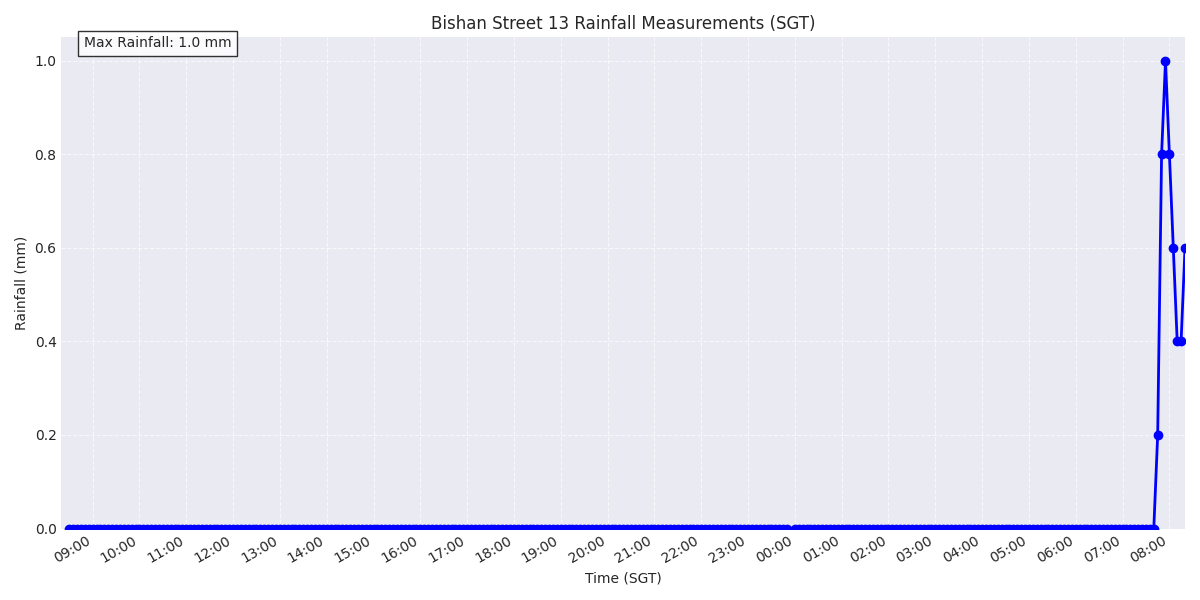 Bishan Street 13 Rainfall Measurements (SGT)
Max Rainfall: 1.0 mm
1.0
0.8
0.6
0.4
0.2
0.0
Rainfall (mm)
09:00 10:00 11:00 12:00 13:00 14:00 15:00 16:00 17:00 18:00 19:00 20:00 21:00 22:00 23:00 00:00 01:00 02:00 03:00 04:00 05:00 06:00 07:00 08:00
Time (SGT)